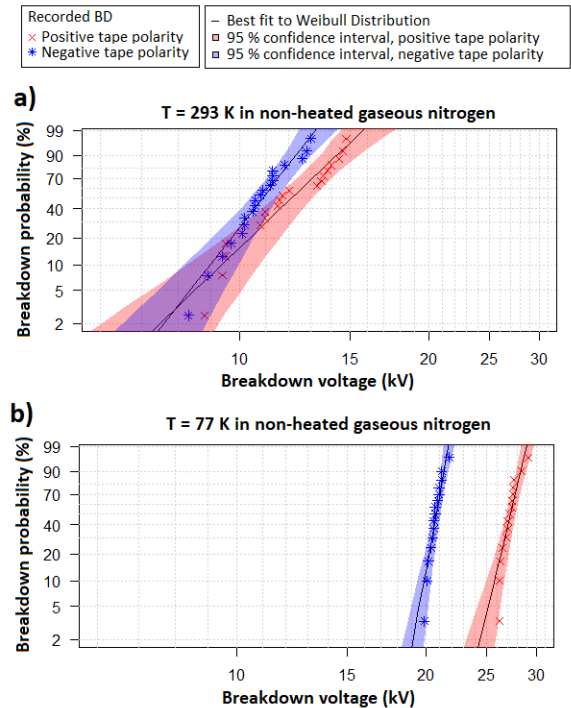 Recorded BD
× Positive tape polarity
* Negative tape polarity
— Best fit to Weibull Distribution
95 % confidence interval, positive tape polarity
95 % confidence interval, negative tape polarity
a)
T = 293 K in non-heated gaseous nitrogen
Breakdown probability (%)
99
90
70
40
20
10
5
2
10 15 20 25 30
Breakdown voltage (kV)
b)
T = 77 K in non-heated gaseous nitrogen
Breakdown probability (%)
99
90
70
40
20
10
5
2
10 15 20 25 30
Breakdown voltage (kV)